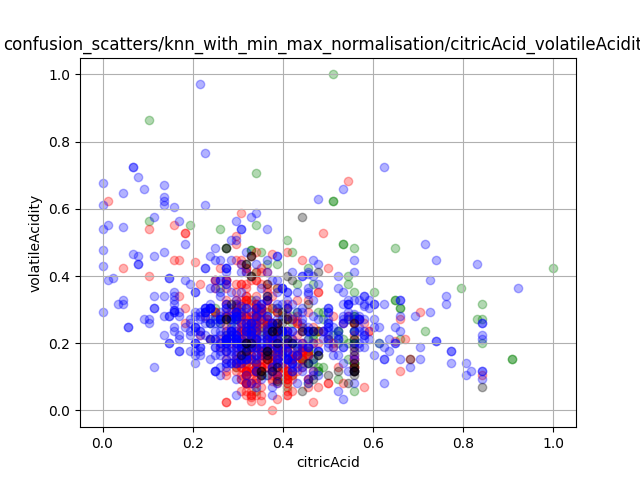 confusion_scatters/knn_with_min_max_normalisation/citricAcid_volatileAcidit
1.0
0.8
0.6
0.4
0.2
0.0
volatileAcidity
0.0 0.2 0.4 0.6 0.8 1.0
citricAcid